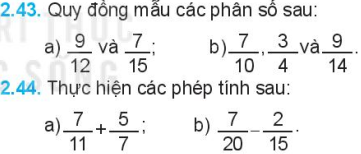 2.43. Quy đồng mẫu các phân số sau:
a) 9/12 và 7/15; b) 7/10, 3/4 và 9/14.
2.44. Thực hiện các phép tính sau:
a) 7/11 + 5/7; b) 7/20 - 2/15.